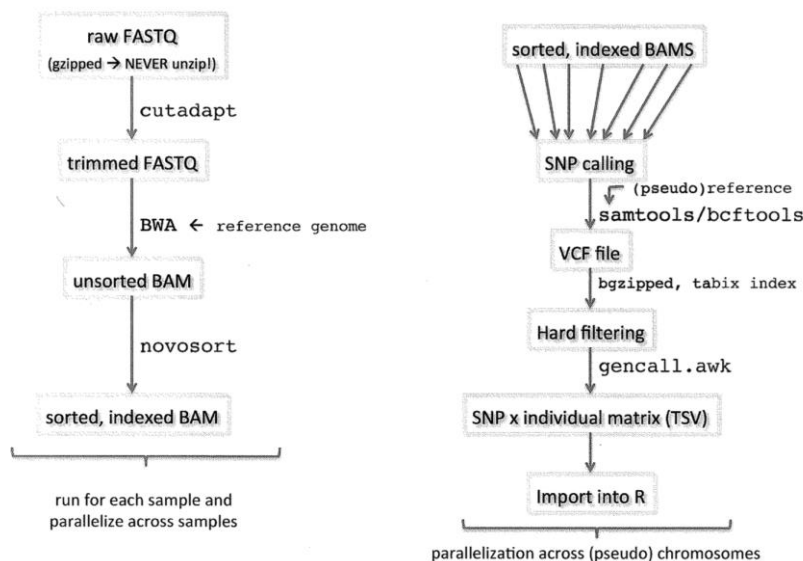 raw FASTQ
(gzipped → NEVER unzip!)
cutadapt
trimmed FASTQ
BWA ← reference genome
unsorted BAM
novosort
sorted, indexed BAM
run for each sample and
parallelize across samples
sorted, indexed BAMS
SNP calling
(pseudo)reference
samtools/bcftools
VCF file
bgzipped, tabix index
Hard filtering
gencall.awk
SNP x individual matrix (TSV)
Import into R
parallelization across (pseudo) chromosomes